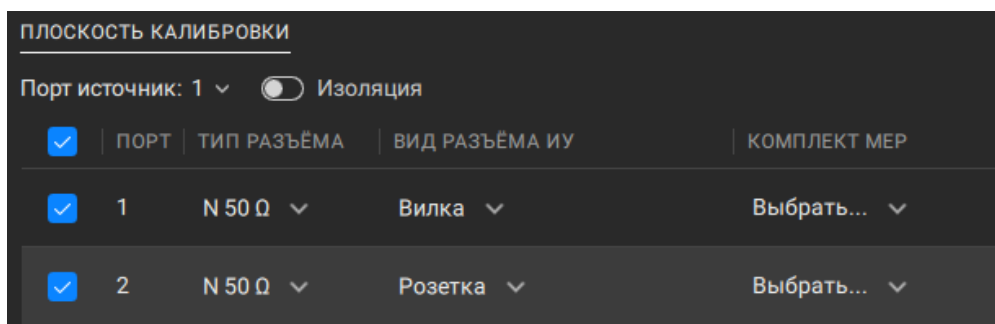 ПЛОСКОСТЬ КАЛИБРОВКИ
Порт источник: 1 Изоляция
ПОРТ ТИП РАЗЪЁМА ВИД РАЗЪЁМА ИУ КОМПЛЕКТ МЕР
1 N 50 Ω Вилка Выбрать...
2 N 50 Ω Розетка Выбрать...